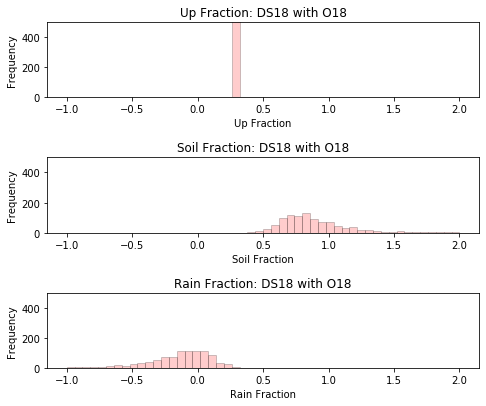 Up Fraction: DS18 with O18
400
200
0
Frequency
−1.0 −0.5 0.0 0.5 1.0 1.5 2.0
Up Fraction
Soil Fraction: DS18 with O18
400
200
0
Frequency
−1.0 −0.5 0.0 0.5 1.0 1.5 2.0
Soil Fraction
Rain Fraction: DS18 with O18
400
200
0
Frequency
−1.0 −0.5 0.0 0.5 1.0 1.5 2.0
Rain Fraction